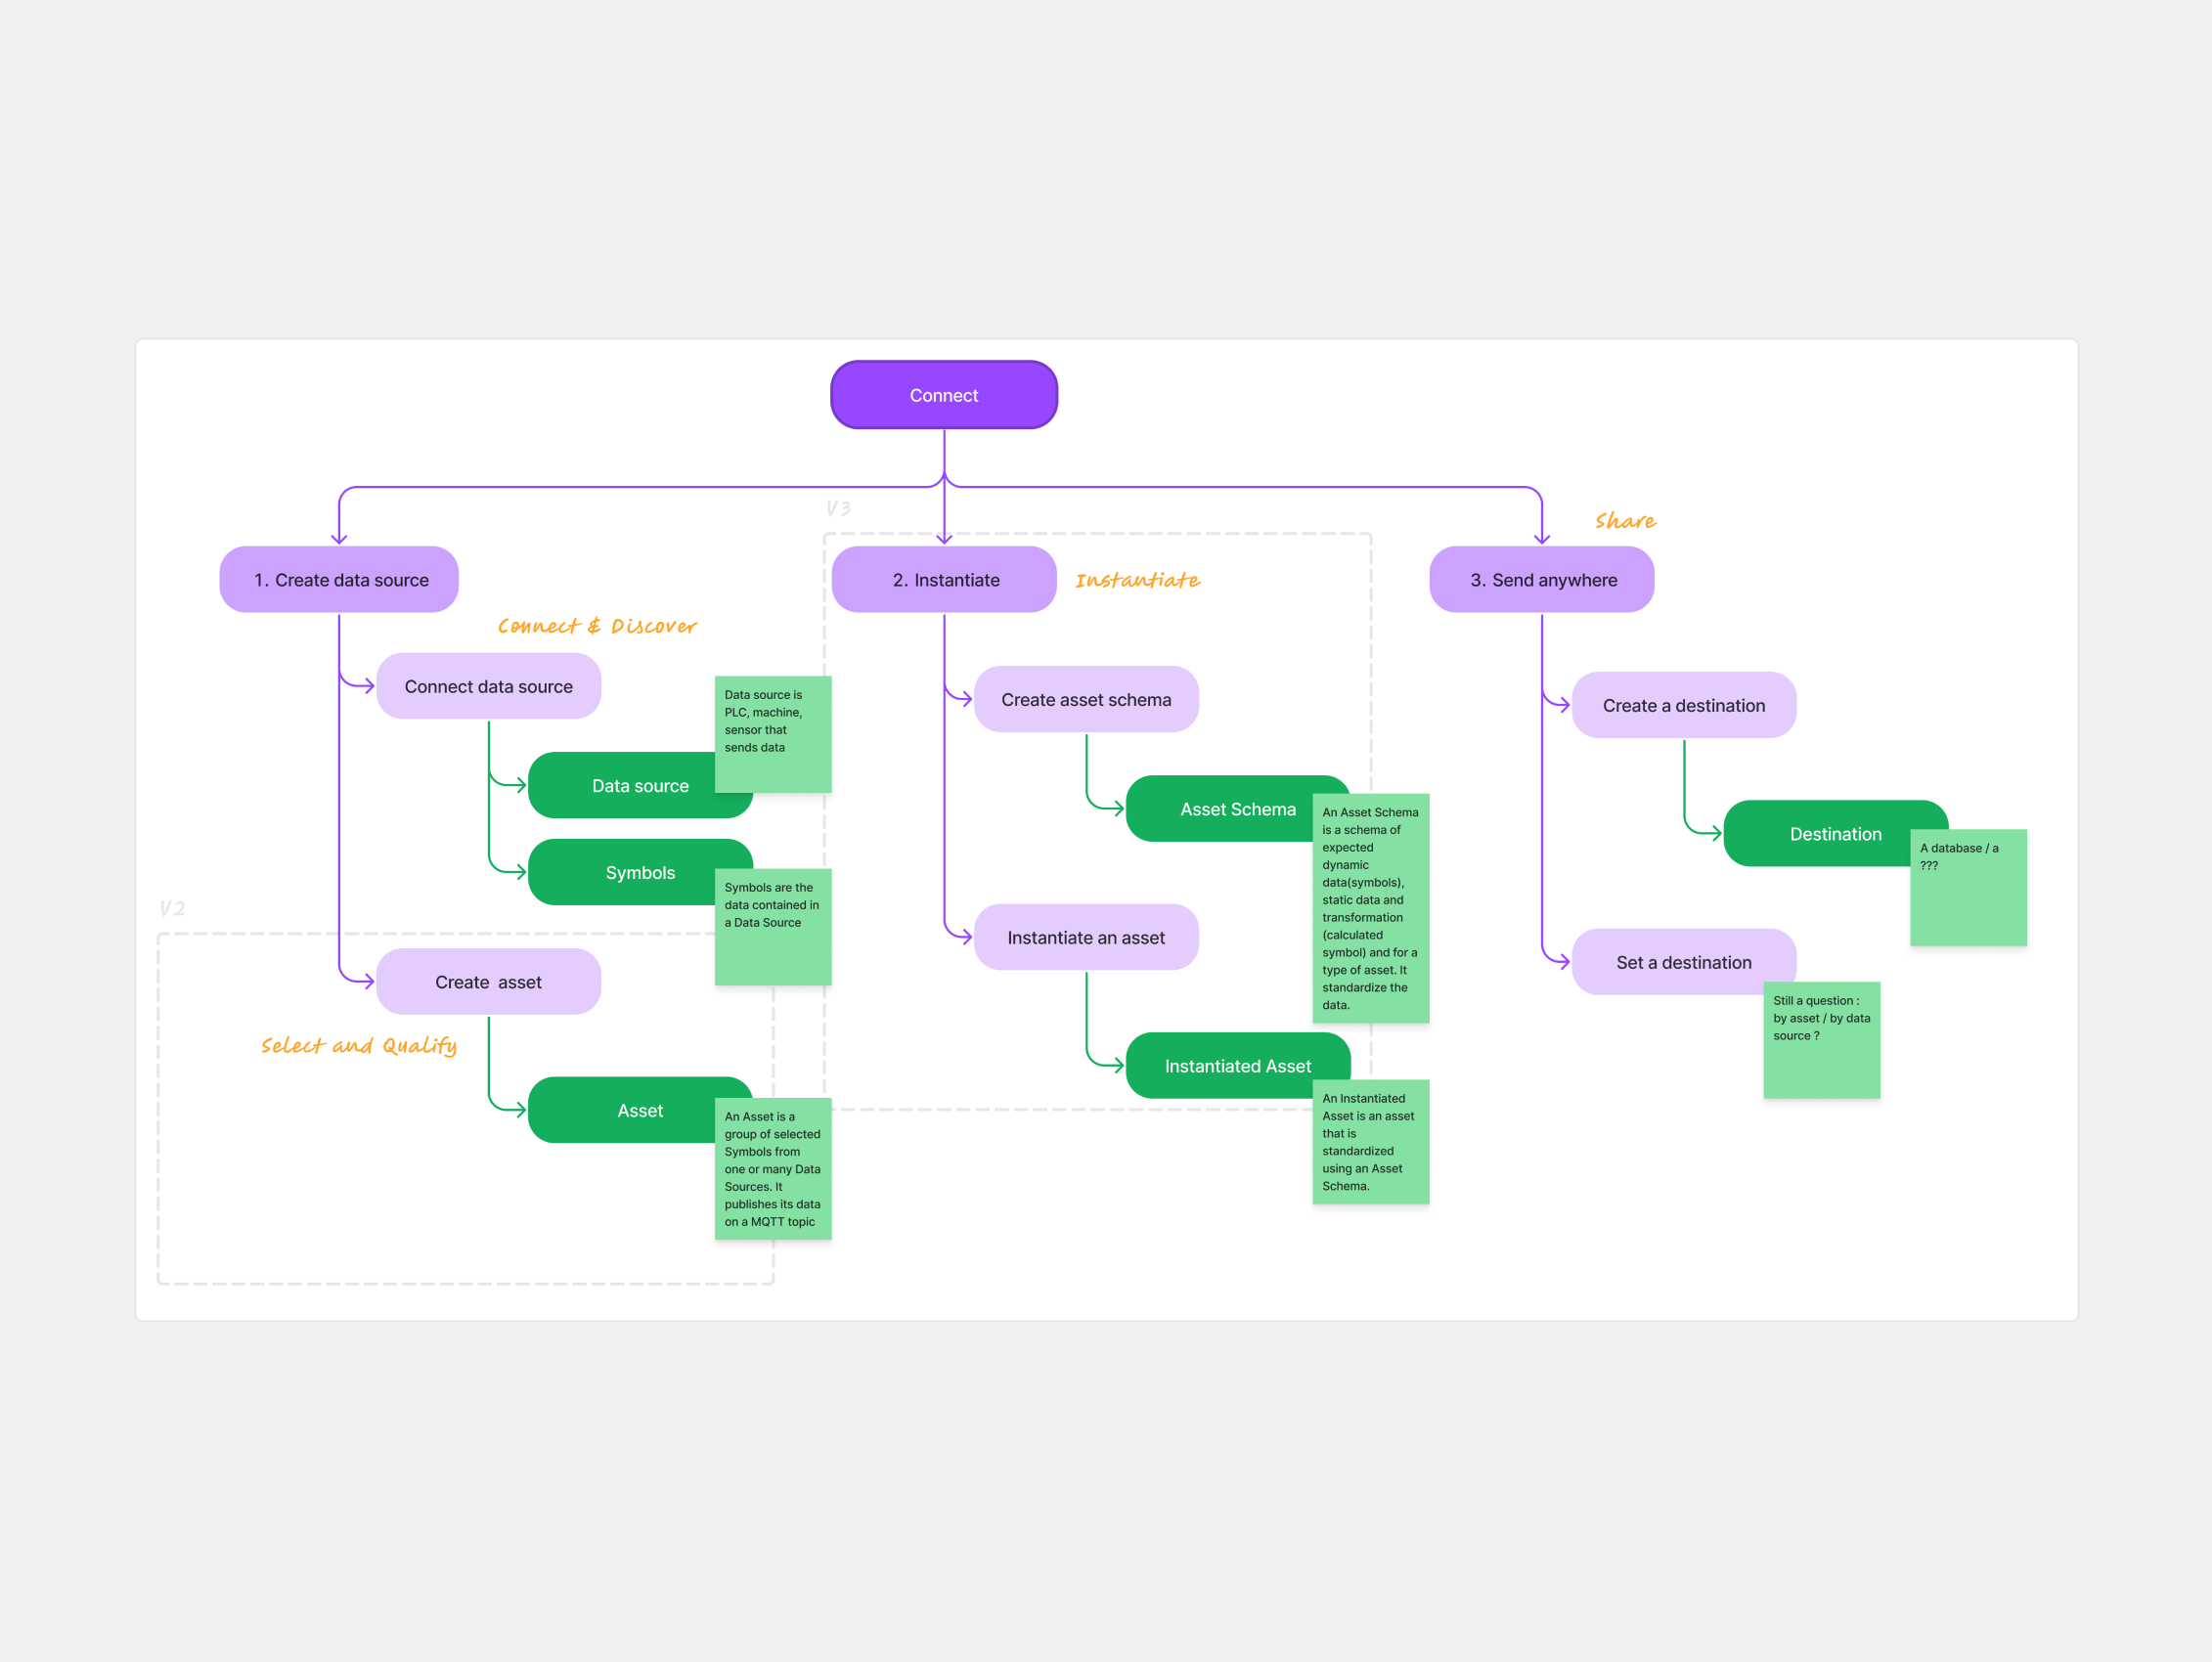 Connect
V3
Share
1. Create data source
2. Instantiate
Instantiate
3. Send anywhere
Connect & Discover
Connect data source
Data source is
PLC, machine,
sensor that
sends data
Data source
Symbols
Symbols are the
data contained in
a Data Source
V2
Create asset
Select and Qualify
Asset
An Asset is a
group of selected
Symbols from
one or many Data
Sources. It
publishes its data
on a MQTT topic
Create asset schema
Asset Schema
An Asset Schema
is a schema of
expected
dynamic
data(symbols),
static data and
transformation
(calculated
symbol) and for a
type of asset. It
standardize the
data.
Instantiate an asset
Instantiated Asset
An Instantiated
Asset is an asset
that is
standardized
using an Asset
Schema.
Create a destination
Destination
A database / a
???
Set a destination
Still a question :
by asset / by data
source ?